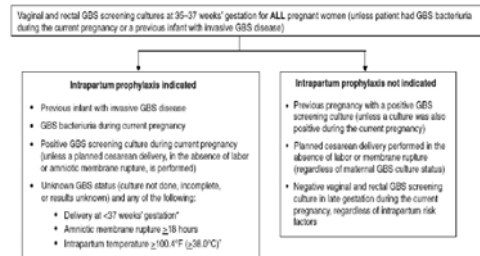 Vaginal and rectal GBS screening cultures at 35–37 weeks' gestation for ALL pregnant women (unless patient had GBS bacteriuria
during the current pregnancy or a previous infant with invasive GBS disease)
Intrapartum prophylaxis indicated
• Previous infant with invasive GBS disease
• GBS bacteriuria during current pregnancy
• Positive GBS screening culture during current pregnancy
(unless a planned cesarean delivery, in the absence of labor
or amniotic membrane rupture, is performed)
• Unknown GBS status (culture not done, incomplete,
or results unknown) and any of the following:
• Delivery at <37 weeks' gestation*
• Amniotic membrane rupture ≥18 hours
• Intrapartum temperature ≥100.4°F (≥38.0°C)†
Intrapartum prophylaxis not indicated
• Previous pregnancy with a positive GBS
screening culture (unless a culture was also
positive during the current pregnancy)
• Planned cesarean delivery performed in
the absence of labor or membrane rupture
(regardless of maternal GBS culture status)
• Negative vaginal and rectal GBS screening
culture in late gestation during the current
pregnancy, regardless of intrapartum risk
factors